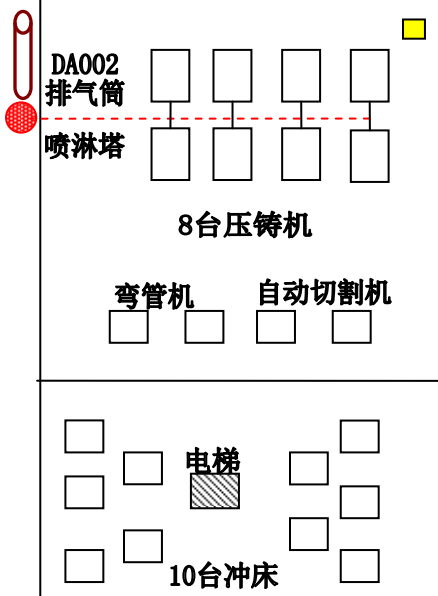 DA002
排气筒
喷淋塔
8台压铸机
弯管机
自动切割机
电梯
10台冲床